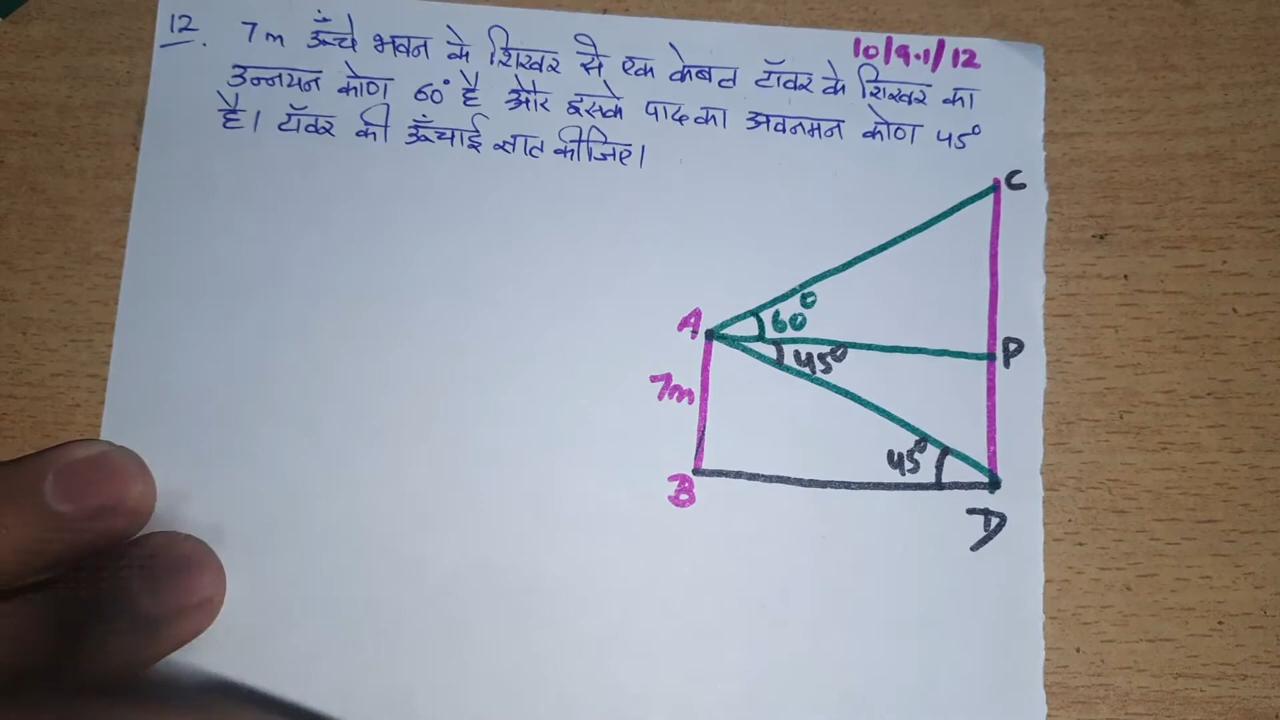 10/9.1/12
12. 7m ऊँचे भवन के शिखर से एक केबल टॉवर के शिखर का
उन्नयन कोण 60° है और इसके पाद का अवनमन कोण 45°
है। टॉवर की ऊँचाई ज्ञात कीजिए।
C
A
60°
45°
P
7m
45°
B
D